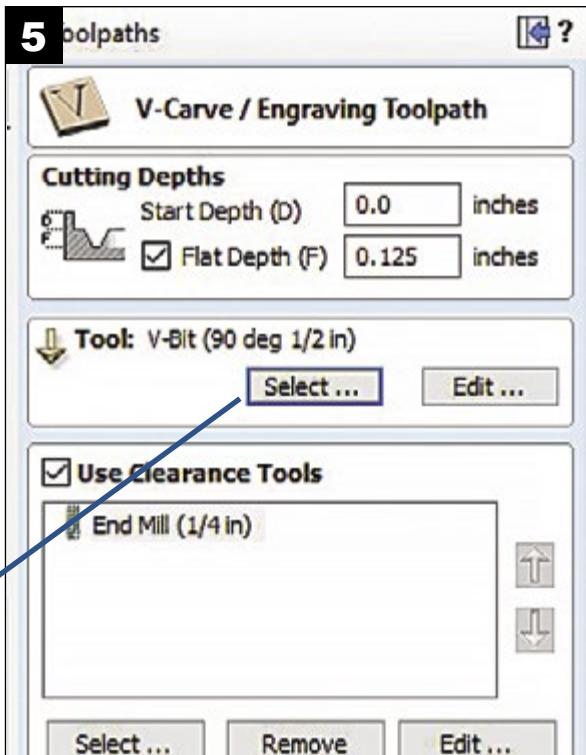 5
oolpaths ?
V-Carve / Engraving Toolpath
Cutting Depths
Start Depth (D) 0.0 inches
Flat Depth (F) 0.125 inches
Tool: V-Bit (90 deg 1/2 in)
Select ... Edit ...
Use Clearance Tools
End Mill (1/4 in)
Select ... Remove Edit ...